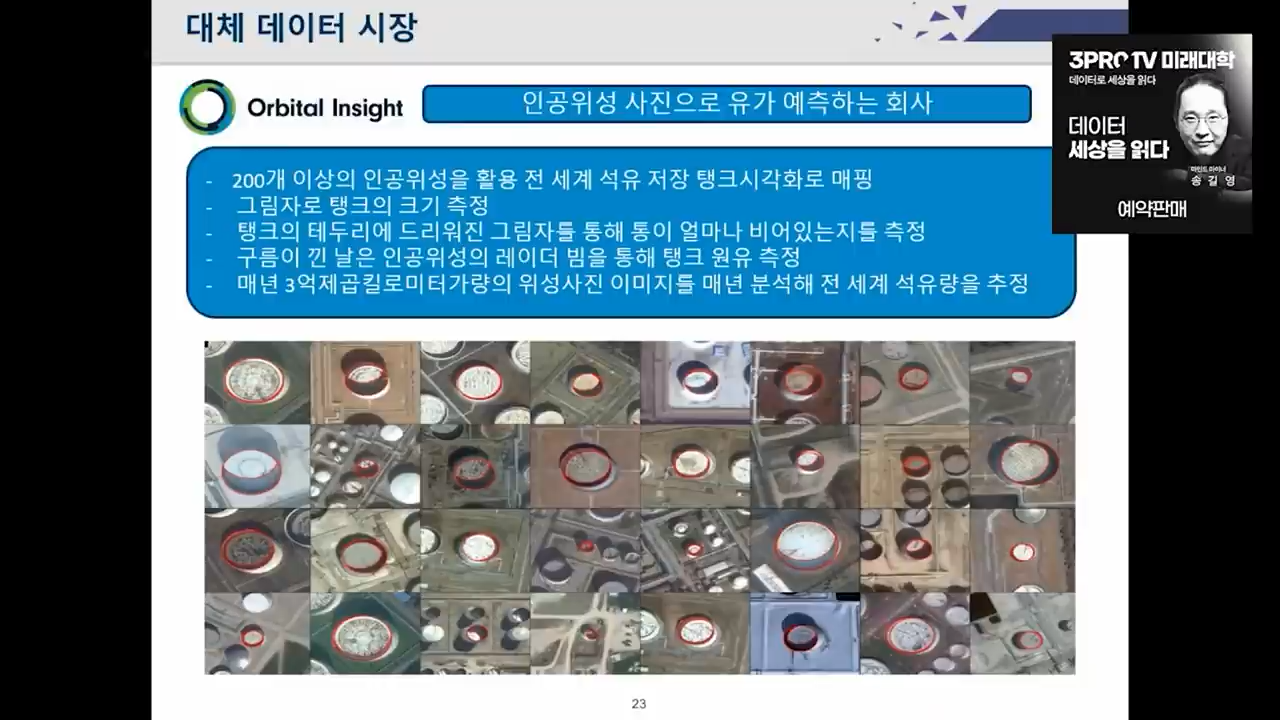 대체 데이터 시장
Orbital Insight
인공위성 사진으로 유가 예측하는 회사
- 200개 이상의 인공위성을 활용 전 세계 석유 저장 탱크시각화로 매핑
- 그림자로 탱크의 크기 측정
- 탱크의 테두리에 드리워진 그림자를 통해 통이 얼마나 비어있는지를 측정
- 구름이 낀 날은 인공위성의 레이더 빔을 통해 탱크 원유 측정
- 매년 3억제곱킬로미터가량의 위성사진 이미지를 매년 분석해 전 세계 석유량을 추정
3PRO TV 미래대학
데이터로 세상을 읽다
데이터
세상을 읽다
마인드 마이너
송길영
예약판매
23